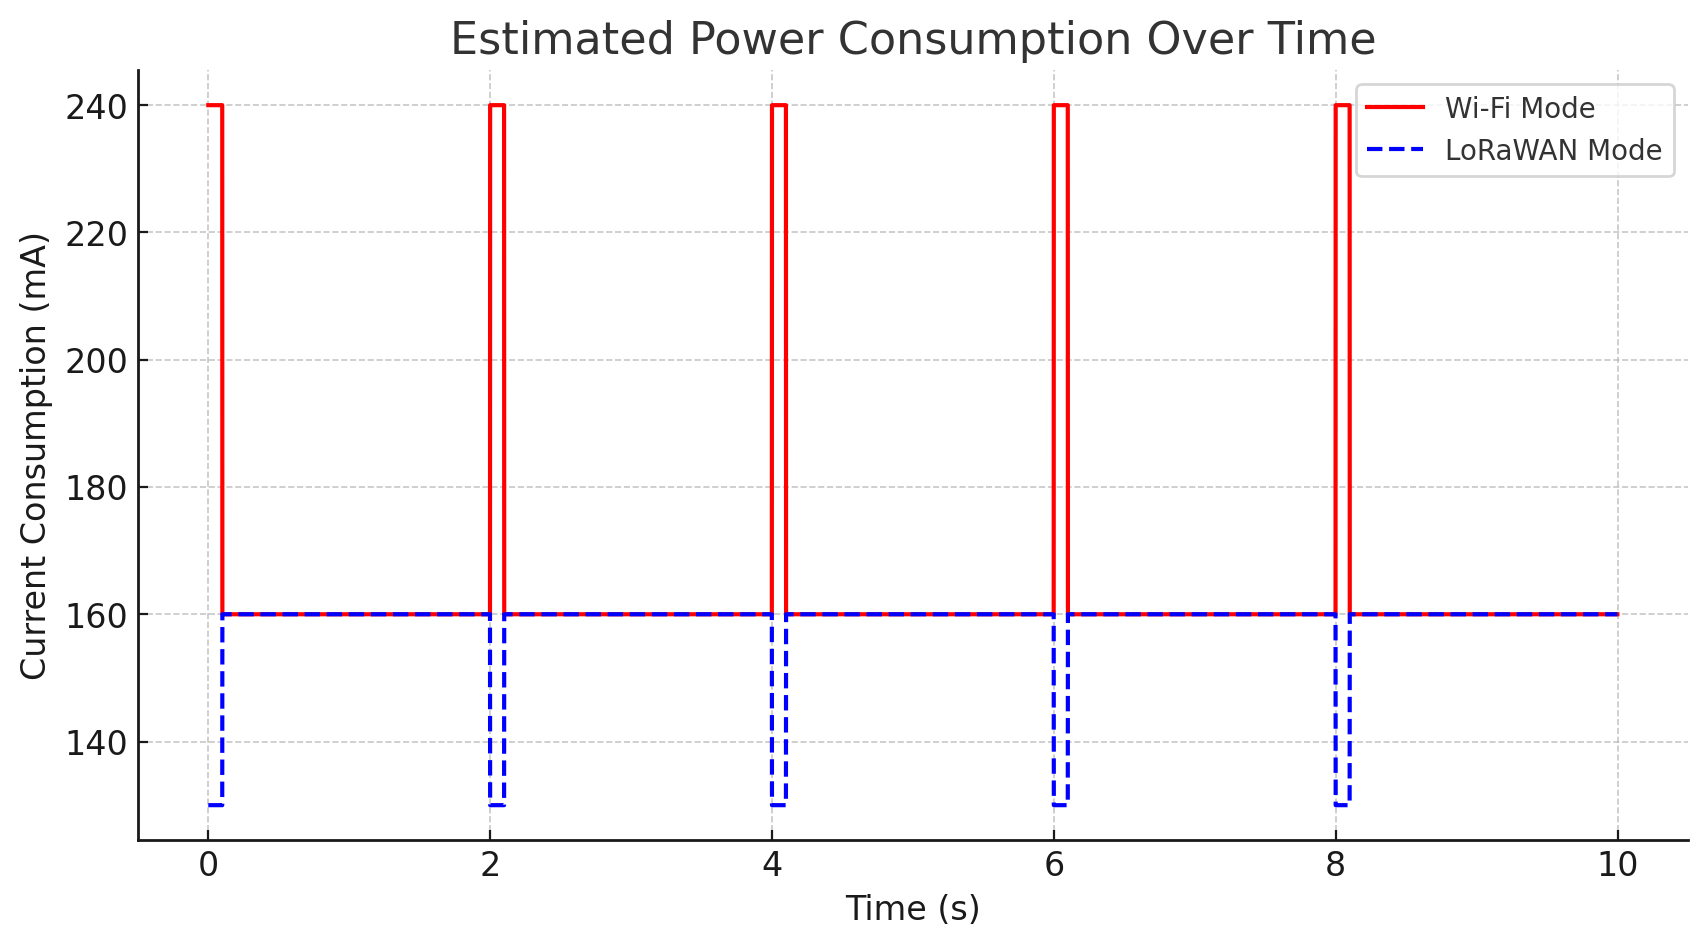 Estimated Power Consumption Over Time
Wi-Fi Mode
LoRaWAN Mode
Current Consumption (mA)
240
220
200
180
160
140
0 2 4 6 8 10
Time (s)